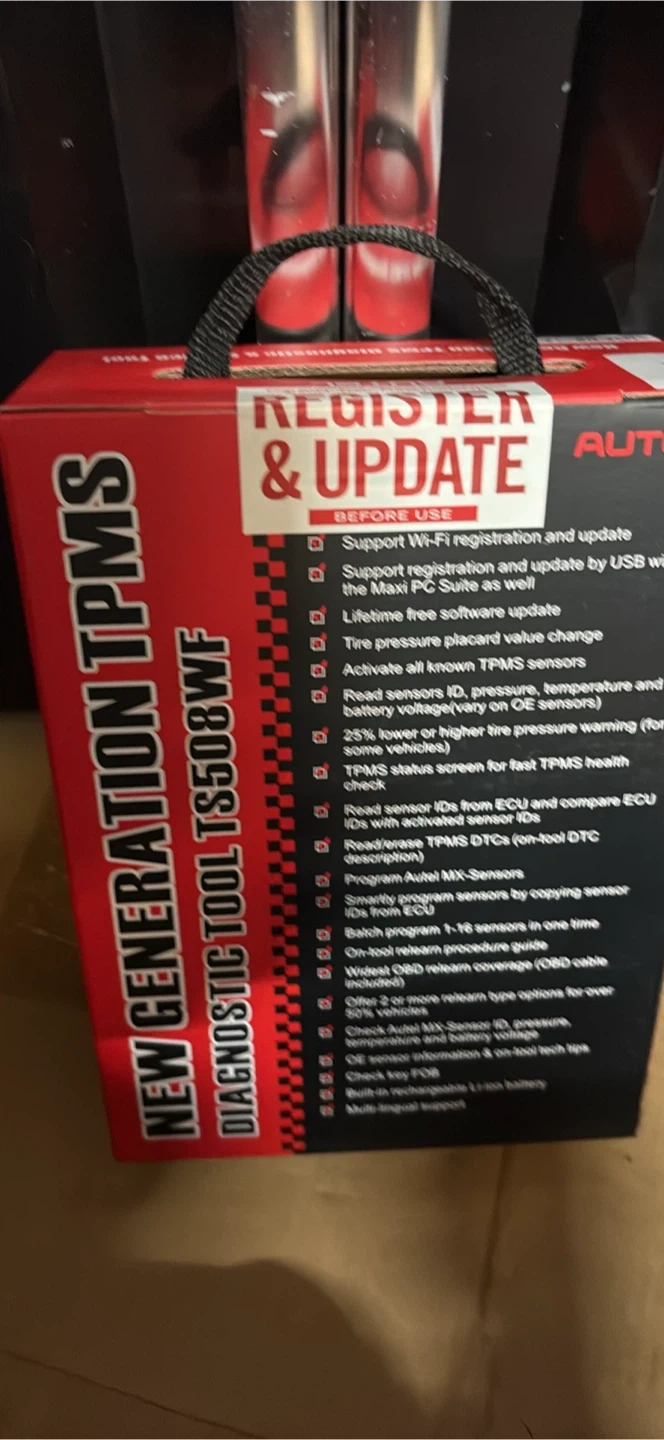 REGISTER
& UPDATE
BEFORE USE
AUT
NEW GENERATION TPMS
DIAGNOSTIC TOOL TS508WF
Support Wi-Fi registration and update
Support registration and update by USB wi
the Maxi PC Suite as well
Lifetime free software update
Tire pressure placard value change
Activate all known TPMS sensors
Read sensors ID, pressure, temperature and
battery voltage(vary on OE sensors)
25% lower or higher tire pressure warning (for
some vehicles)
TPMS status screen for fast TPMS health
check
Read sensor IDs from ECU and compare ECU
IDs with activated sensor IDs
Read/erase TPMS DTCs (on-tool DTC
description)
Program Autel MX-Sensors
Smartly program sensors by copying sensor
IDs from ECU
Batch program 1-16 sensors in one time
On-tool relearn procedure guide
Widest OBD relearn coverage (OBD cable
included)
Offer 2 or more relearn type options for over
50% vehicles
Check Autel MX-Sensor ID, pressure,
temperature and battery voltage
OE sensor information & on-tool tech tips
Check key FOB
Built-in rechargeable Li-ion battery
Multi-lingual support